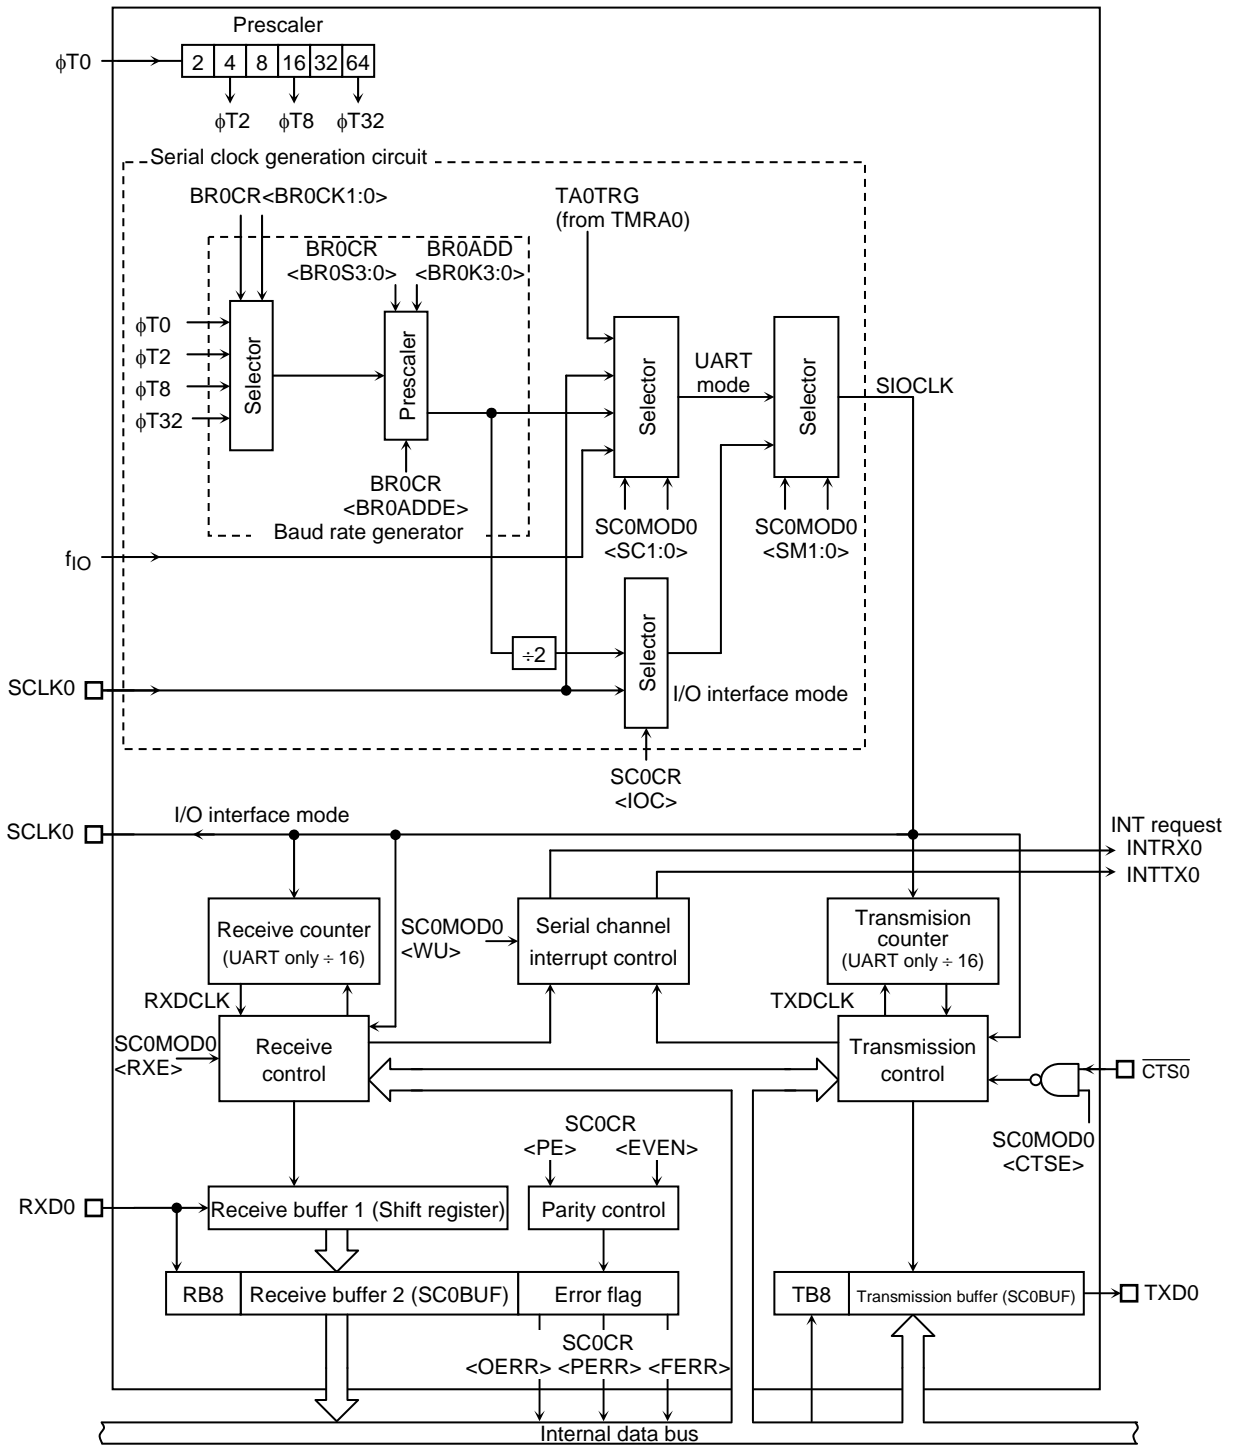 Prescaler
ϕT0
2 4 8 16 32 64
ϕT2 ϕT8 ϕT32
Serial clock generation circuit
BR0CR<BR0CK1:0>
TA0TRG
(from TMRA0)
BR0CR
<BR0S3:0>
BR0ADD
<BR0K3:0>
ϕT0
ϕT2
ϕT8
ϕT32
Selector
Prescaler
Selector
UART
mode
Selector
SIOCLK
BR0CR
<BR0ADDE>
Baud rate generator
SC0MOD0
<SC1:0>
SC0MOD0
<SM1:0>
fIO
÷2
Selector
SCLK0
I/O interface mode
SC0CR
<IOC>
SCLK0
I/O interface mode
INT request
INTRX0
INTTX0
Receive counter
(UART only ÷ 16)
SC0MOD0
<WU>
Serial channel
interrupt control
Transmision
counter
(UART only ÷ 16)
RXDCLK
TXDCLK
SC0MOD0
<RXE>
Receive
control
Transmission
control
CTS0
SC0MOD0
<CTSE>
SC0CR
<PE> <EVEN>
RXD0
Receive buffer 1 (Shift register)
Parity control
RB8
Receive buffer 2 (SC0BUF)
Error flag
TB8
Transmission buffer (SC0BUF)
TXD0
SC0CR
<OERR> <PERR> <FERR>
Internal data bus